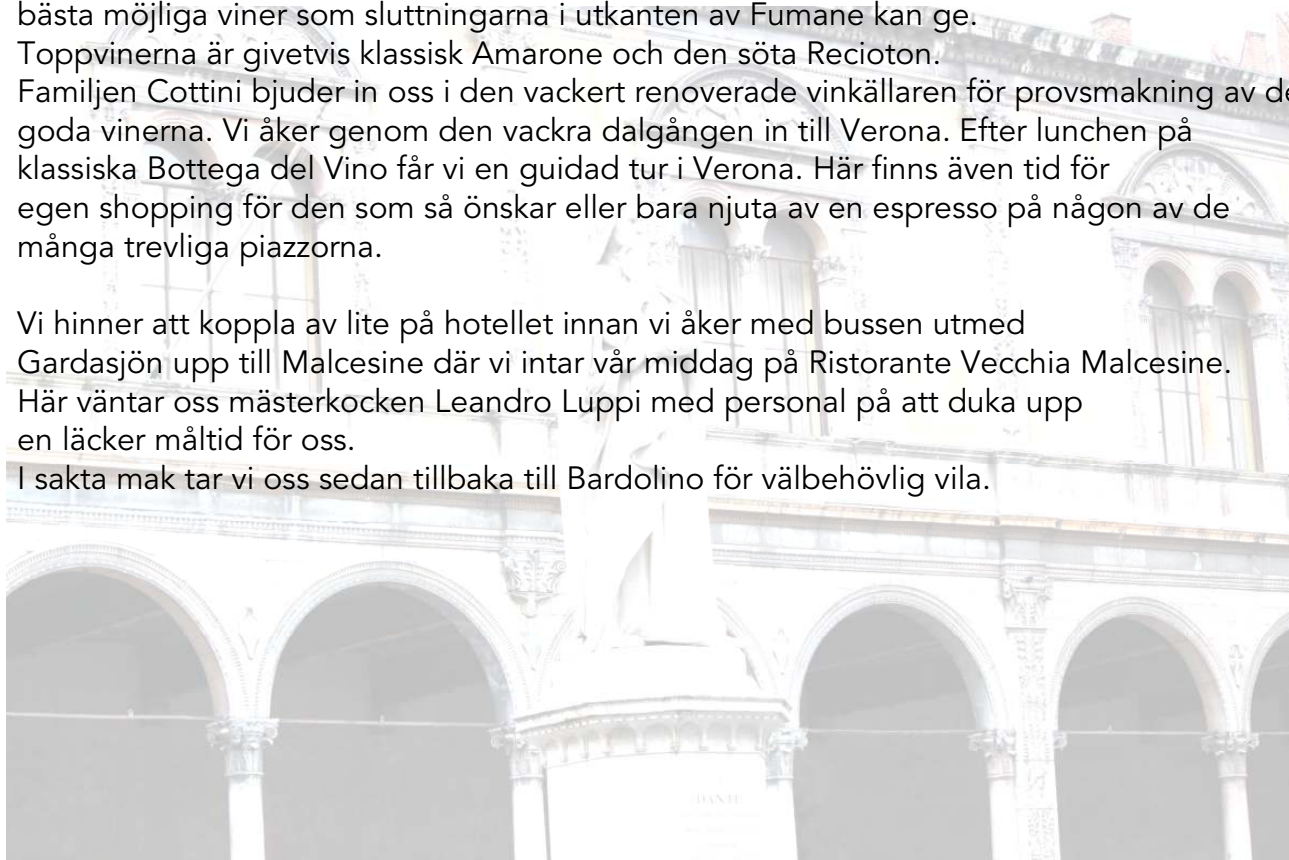 bästa möjliga viner som sluttningarna i utkanten av Fumane kan ge.
Toppvinerna är givetvis klassisk Amarone och den söta Recioton.
Familjen Cottini bjuder in oss i den vackert renoverade vinkällaren för provsmakning av de
goda vinerna. Vi åker genom den vackra dalgången in till Verona. Efter lunchen på
klassiska Bottega del Vino får vi en guidad tur i Verona. Här finns även tid för
egen shopping för den som så önskar eller bara njuta av en espresso på någon av de
många trevliga piazzorna.
Vi hinner att koppla av lite på hotellet innan vi åker med bussen utmed
Gardasjön upp till Malcesine där vi intar vår middag på Ristorante Vecchia Malcesine.
Här väntar oss mästerkocken Leandro Luppi med personal på att duka upp
en läcker måltid för oss.
I sakta mak tar vi oss sedan tillbaka till Bardolino för välbehövlig vila.
DANTE